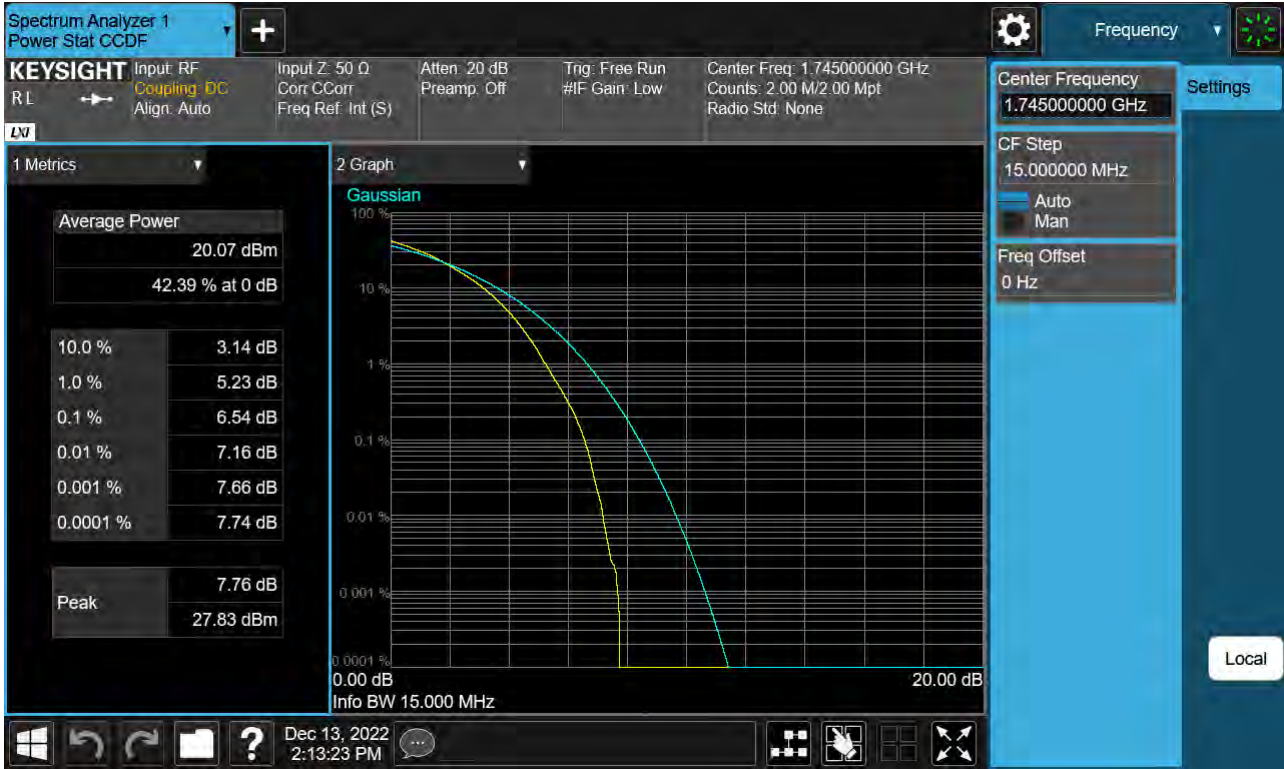 Spectrum Analyzer 1
Power Stat CCDF
+
Frequency
KEYSIGHT
R L
LXI
Input: RF
Coupling: DC
Align: Auto
Input Z: 50 Ω
Corr CCorr
Freq Ref: Int (S)
Atten: 20 dB
Preamp: Off
Trig: Free Run
#IF Gain: Low
Center Freq: 1.745000000 GHz
Counts: 2.00 M/2.00 Mpt
Radio Std: None
Center Frequency
1.745000000 GHz
Settings
CF Step
15.000000 MHz
Auto
Man
Freq Offset
0 Hz
1 Metrics
Average Power
20.07 dBm
42.39 % at 0 dB
10.0 % 3.14 dB
1.0 % 5.23 dB
0.1 % 6.54 dB
0.01 % 7.16 dB
0.001 % 7.66 dB
0.0001 % 7.74 dB
Peak
7.76 dB
27.83 dBm
2 Graph
Gaussian
100 %
10 %
1 %
0.1 %
0.01 %
0.001 %
0.0001 %
0.00 dB 20.00 dB
Info BW 15.000 MHz
Local
?
Dec 13, 2022
2:13:23 PM